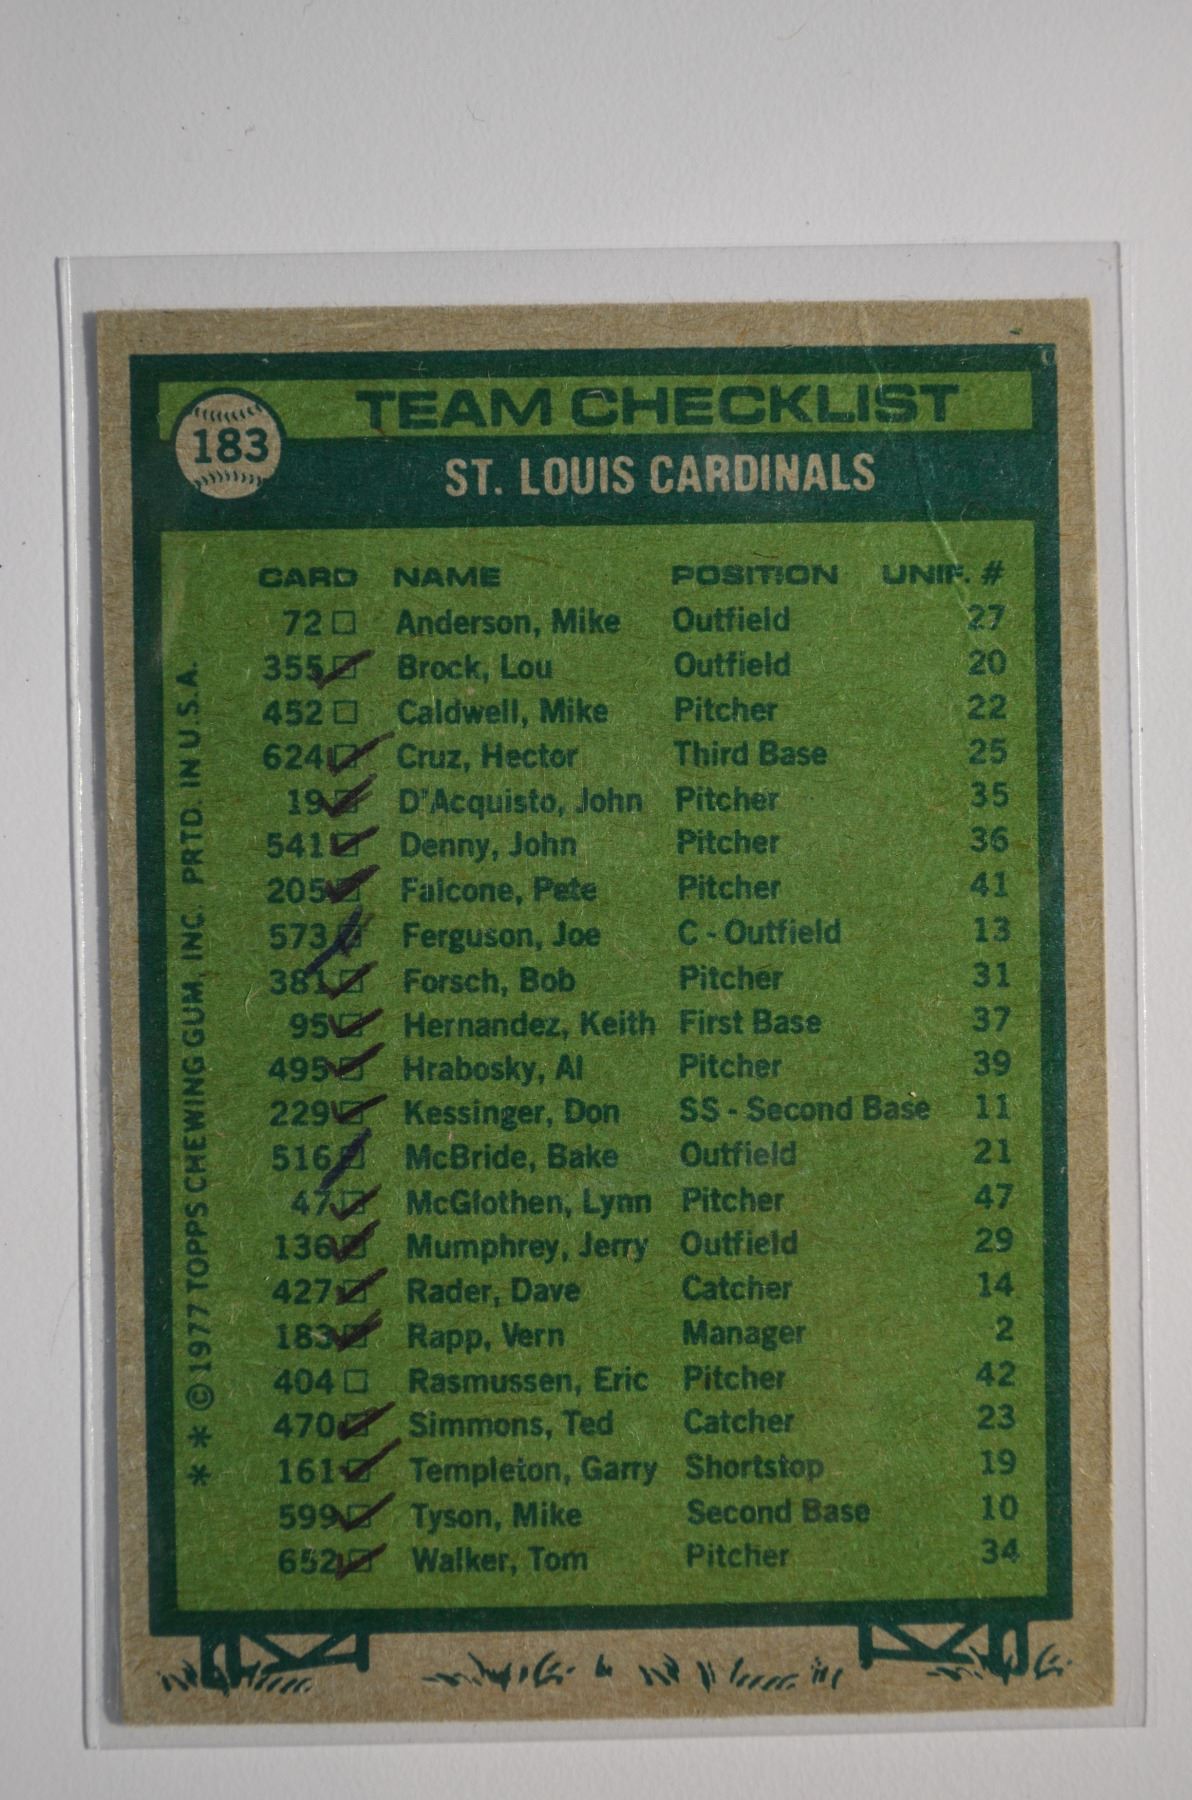 183
TEAM CHECKLIST
ST. LOUIS CARDINALS
CARD NAME POSITION UNIF. #
72 Anderson, Mike Outfield 27
355 Brock, Lou Outfield 20
452 Caldwell, Mike Pitcher 22
624 Cruz, Hector Third Base 25
19 D'Acquisto, John Pitcher 35
541 Denny, John Pitcher 36
205 Falcone, Pete Pitcher 41
573 Ferguson, Joe C - Outfield 13
381 Forsch, Bob Pitcher 31
95 Hernandez, Keith First Base 37
495 Hrabosky, Al Pitcher 39
229 Kessinger, Don SS - Second Base 11
516 McBride, Bake Outfield 21
47 McGlothen, Lynn Pitcher 47
136 Mumphrey, Jerry Outfield 29
427 Rader, Dave Catcher 14
183 Rapp, Vern Manager 2
404 Rasmussen, Eric Pitcher 42
470 Simmons, Ted Catcher 23
161 Templeton, Garry Shortstop 19
599 Tyson, Mike Second Base 10
652 Walker, Tom Pitcher 34
* * © 1977 TOPPS CHEWING GUM, INC. PRTD. IN U.S.A.